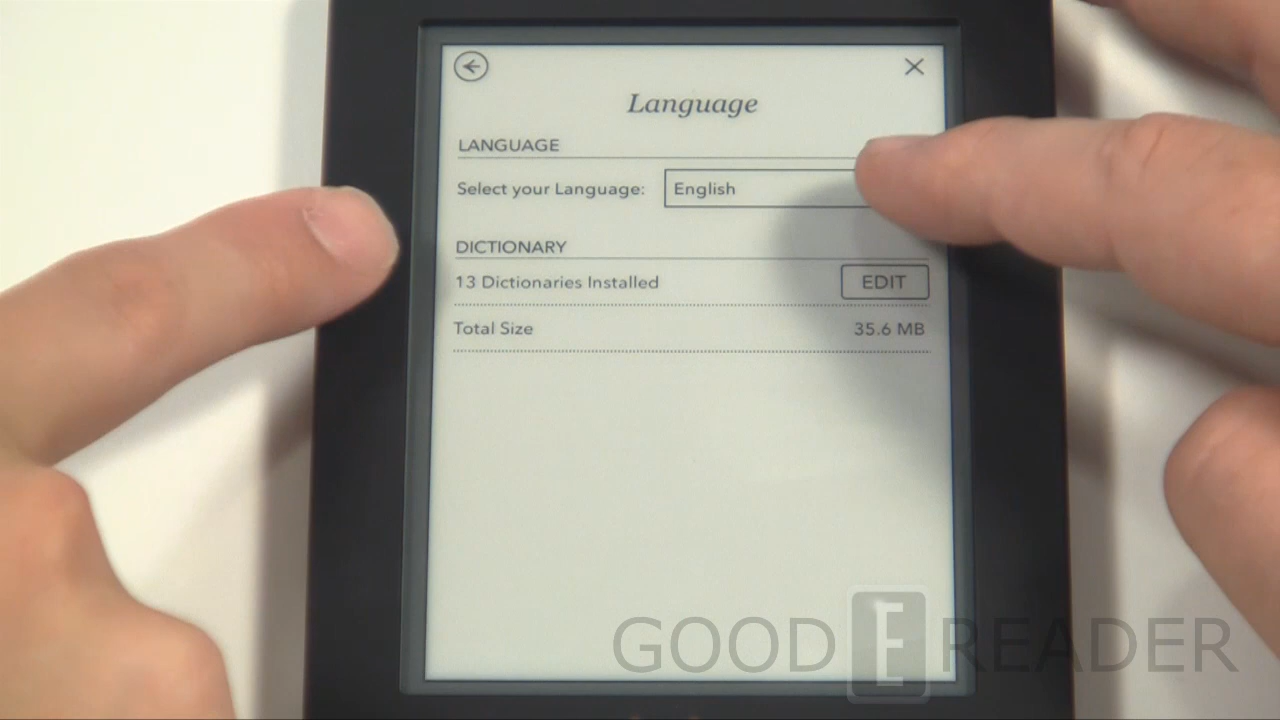 Language
LANGUAGE
Select your Language: English
DICTIONARY
13 Dictionaries Installed EDIT
Total Size 35.6 MB
GOOD E READER